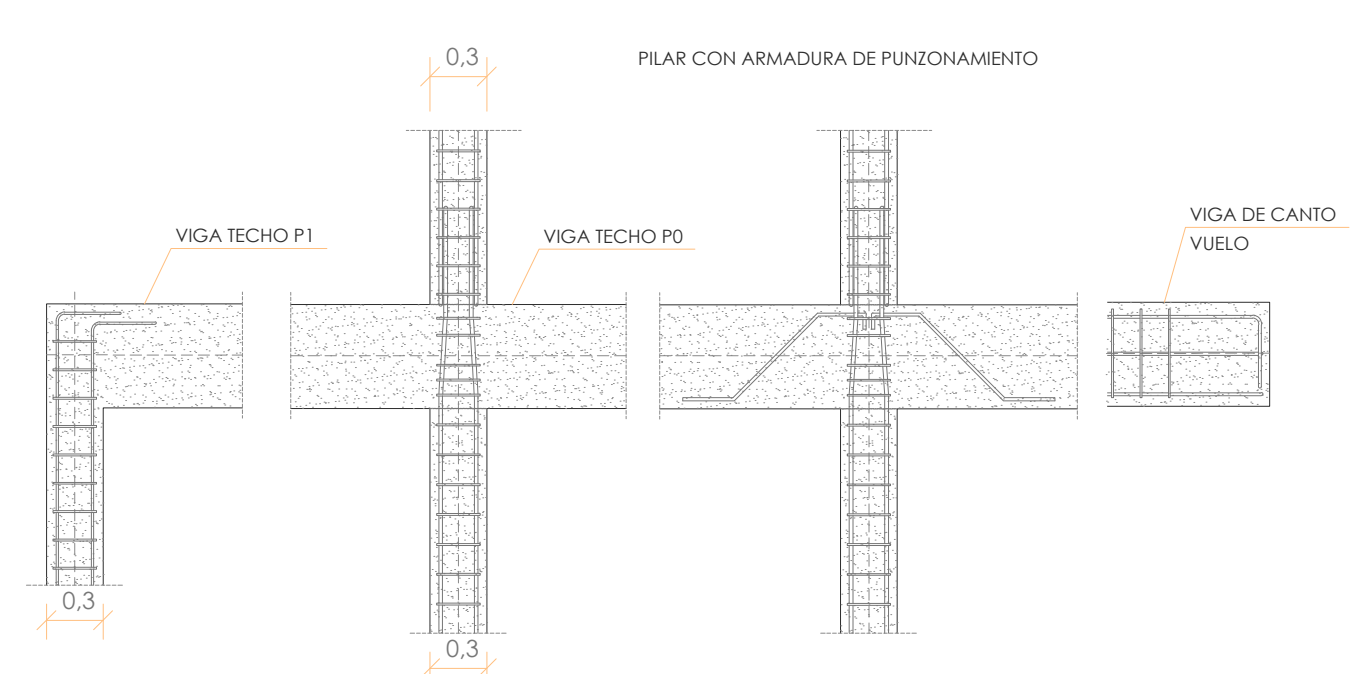 0,3
PILAR CON ARMADURA DE PUNZONAMIENTO
VIGA TECHO P1
VIGA TECHO P0
VIGA DE CANTO
VUELO
0,3
0,3